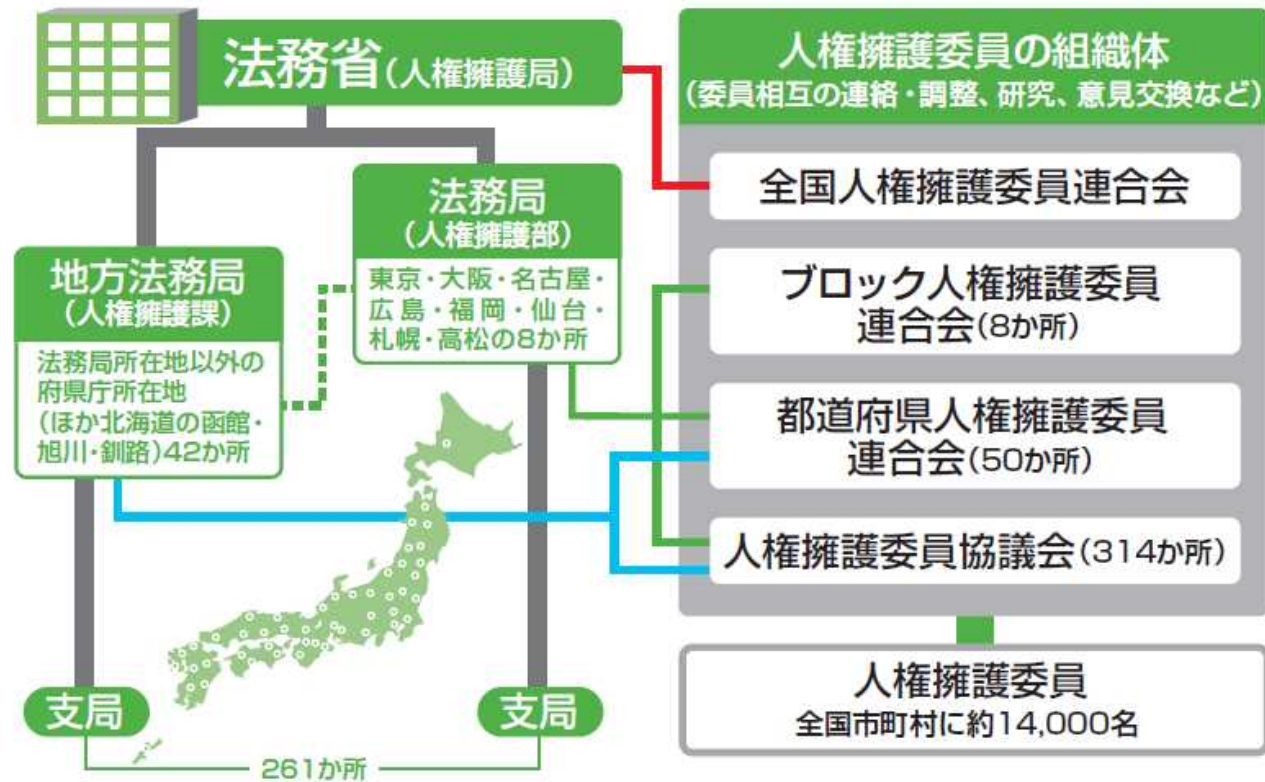 法務省(人権擁護局)
法務局
(人権擁護部)
東京・大阪・名古屋・
広島・福岡・仙台・
札幌・高松の8か所
地方法務局
(人権擁護課)
法務局所在地以外の
府県庁所在地
(ほか北海道の函館・
旭川・釧路)42か所
支局
支局
261か所
人権擁護委員の組織体
(委員相互の連絡・調整、研究、意見交換など)
全国人権擁護委員連合会
ブロック人権擁護委員
連合会(8か所)
都道府県人権擁護委員
連合会(50か所)
人権擁護委員協議会(314か所)
人権擁護委員
全国市町村に約14,000名